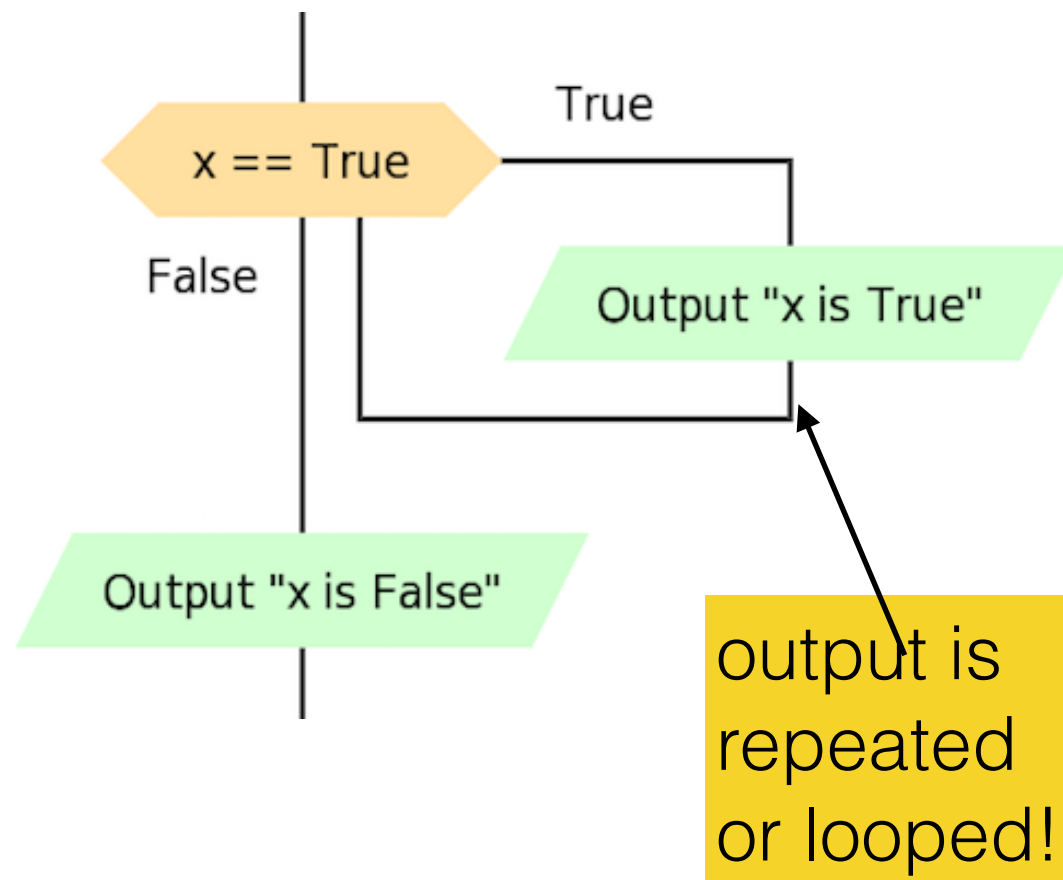 True
x == True
False
Output "x is True"
Output "x is False"
output is
repeated
or looped!